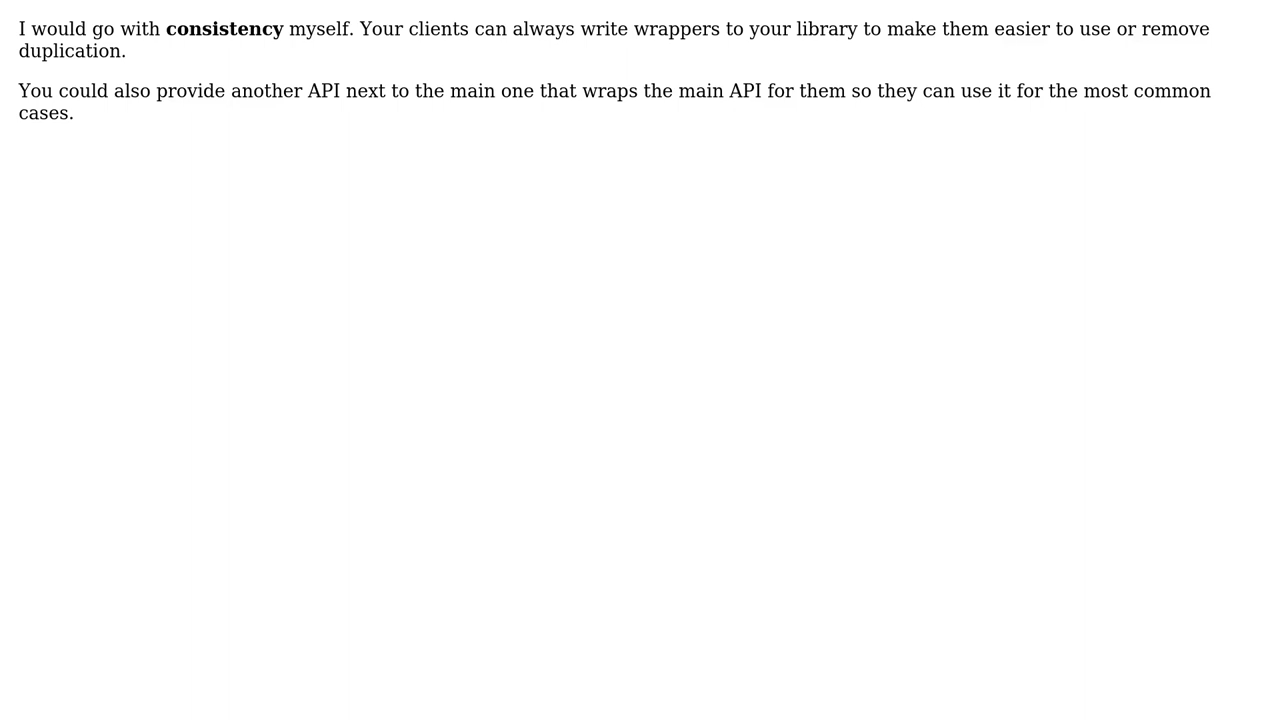 I would go with consistency myself. Your clients can always write wrappers to your library to make them easier to use or remove
duplication.
You could also provide another API next to the main one that wraps the main API for them so they can use it for the most common
cases.